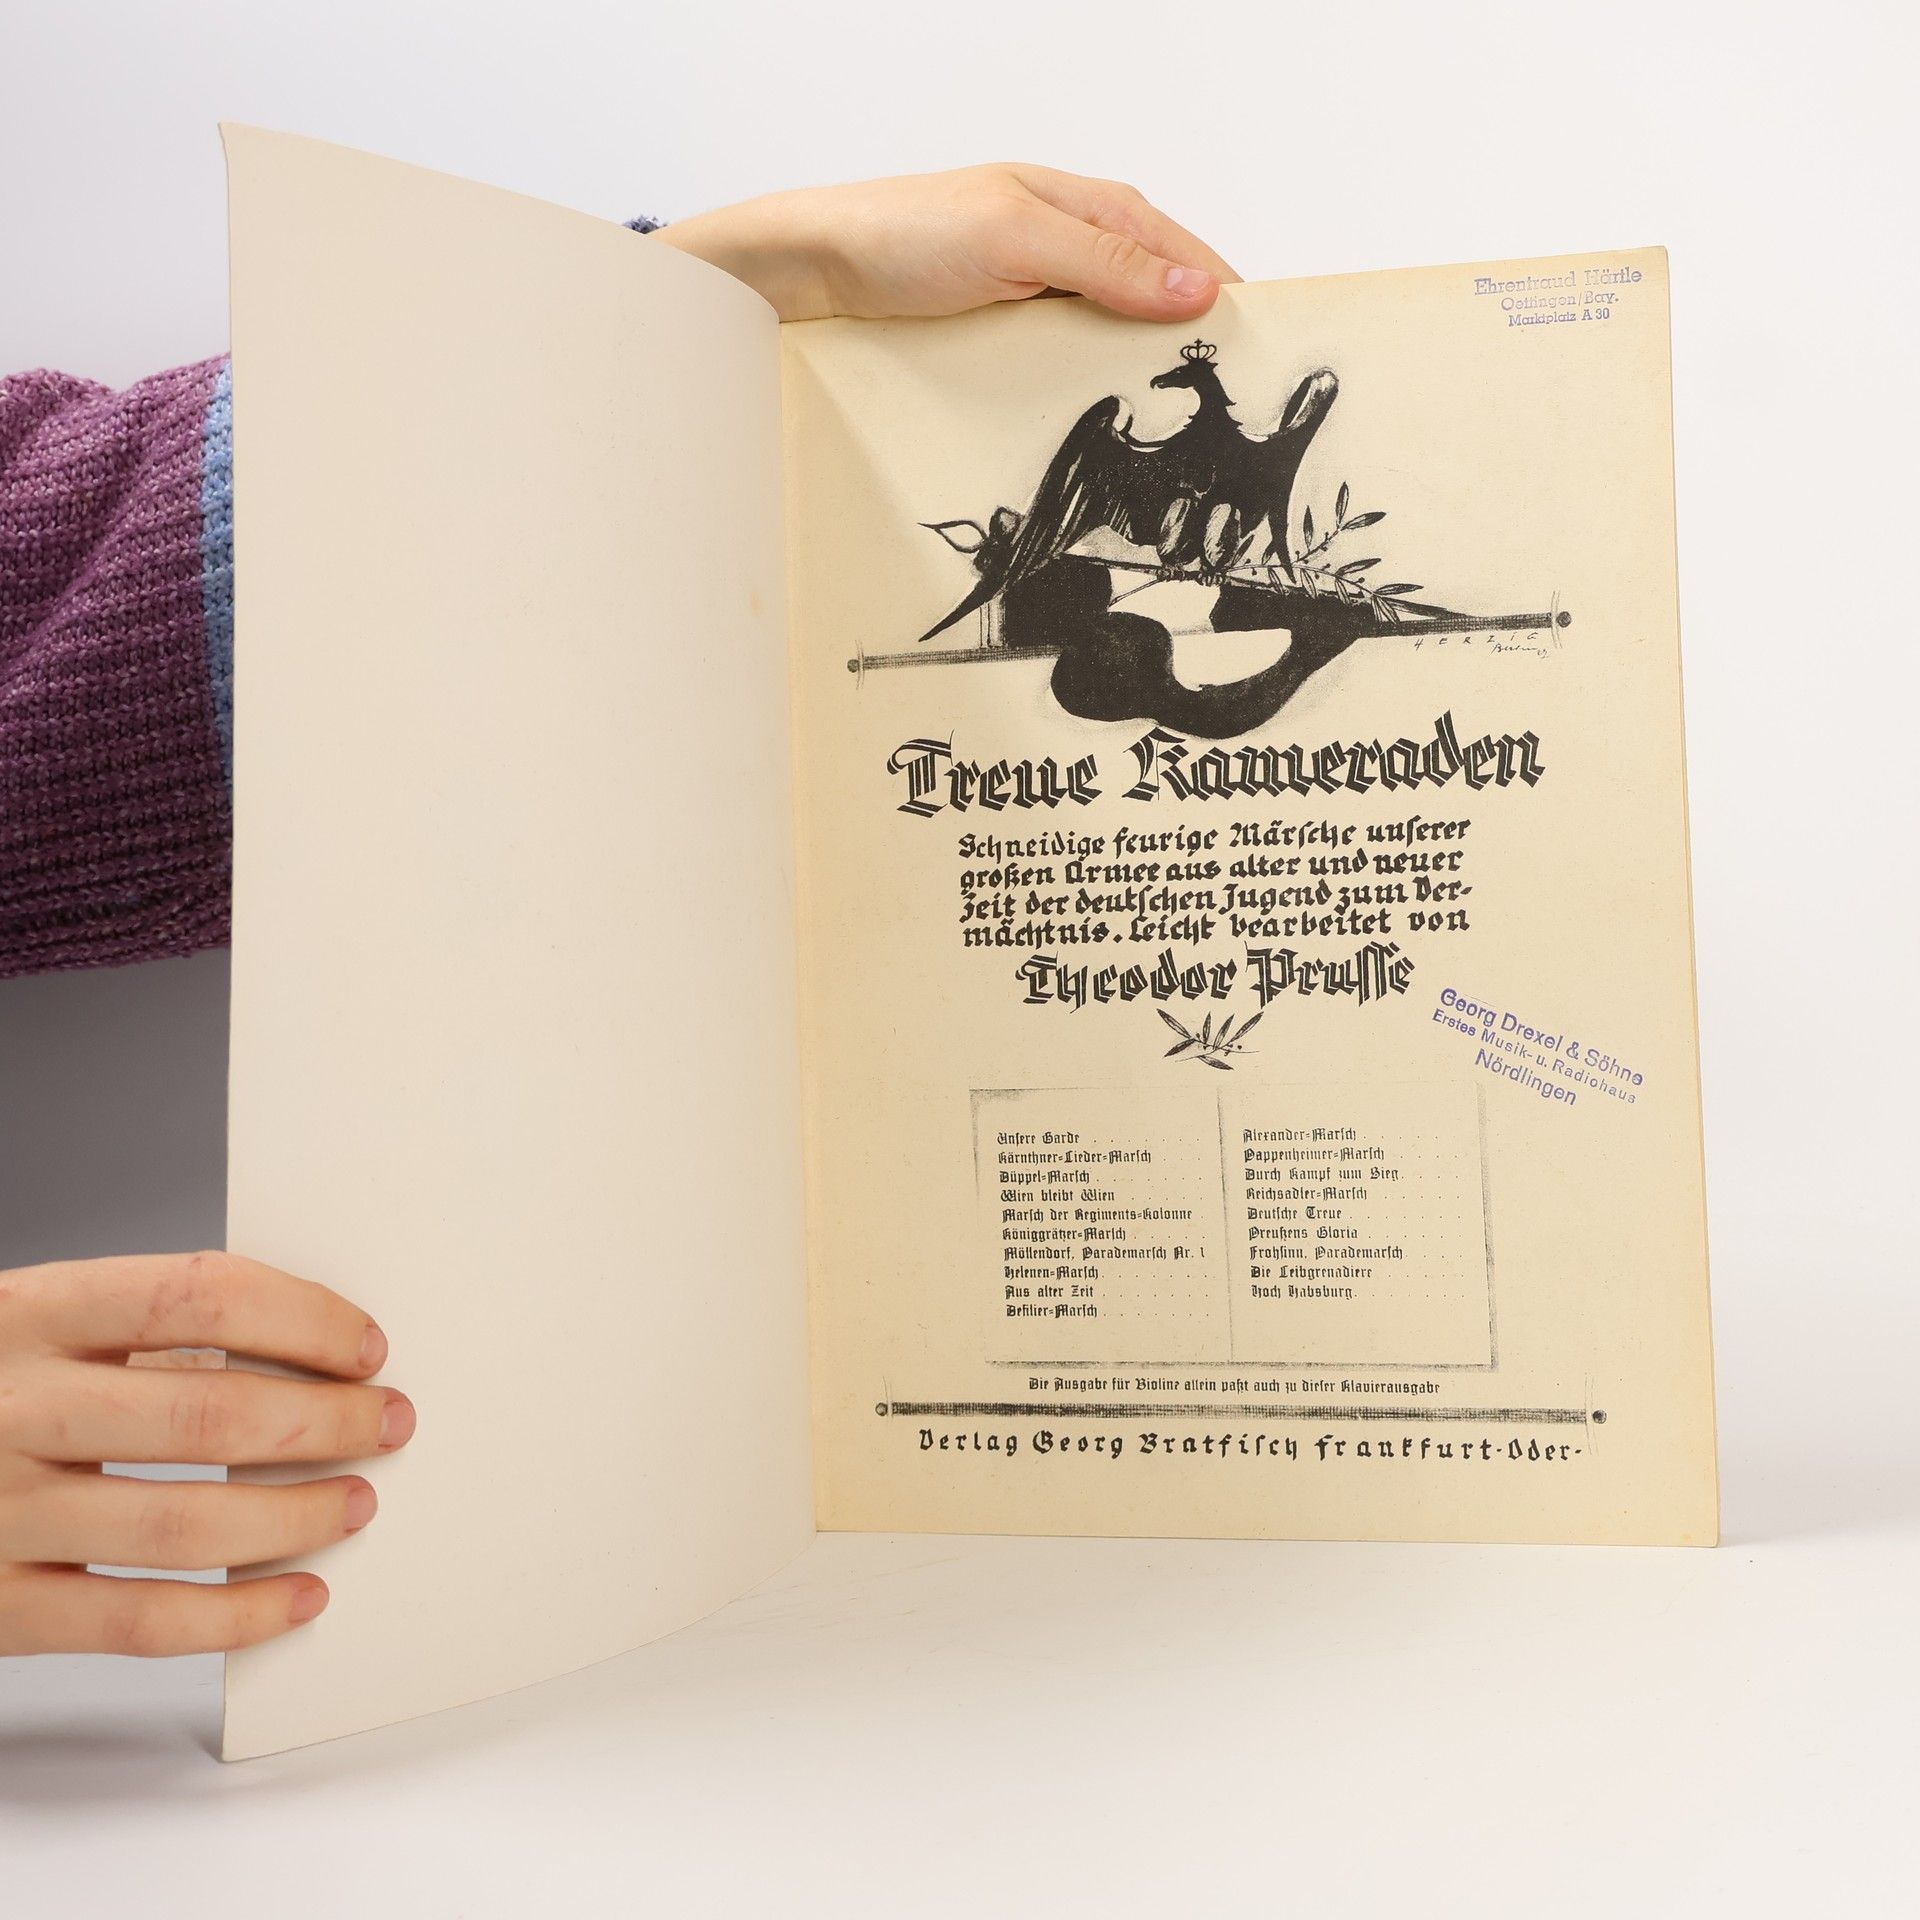 Ehrentraud Härtle
Oettingen/Bay.
Marktplatz A 30
HERZIG
Berlin
Treue Kameraden
Schneidige feurige Märsche unserer
großen Armee aus alter und neuer
Zeit der deutschen Jugend zum Ver-
mächtnis. Leicht bearbeitet von
Theodor Prusse
Georg Drexel & Söhne
Erstes Musik- u. Radiohaus
Nördlingen
Unsere Garde . . . . . . .
Kärnthner-Lieder-Marsch . . .
Düppel-Marsch . . . . . . .
Wien bleibt Wien . . . . .
Marsch der Regiments-Kolonne .
Königgrätzer-Marsch . . . . .
Möllendorf, Parademarsch Nr. 1
Helenen-Marsch . . . . . . .
Aus alter Zeit . . . . . . .
Defilier-Marsch . . . . . . .
Alexander-Marsch . . . . .
Pappenheimer-Marsch . . . .
Durch Kampf zum Sieg . . . .
Reichsadler-Marsch . . . . .
Deutsche Treue . . . . . . .
Preußens Gloria . . . . . .
Frohsinn, Parademarsch . . . .
Die Leibgrenadiere . . . . .
Hoch Habsburg . . . . . . .
Die Ausgabe für Violine allein paßt auch zu dieser Klavierausgabe
Verlag Georg Bratfisch Frankfurt-Oder-